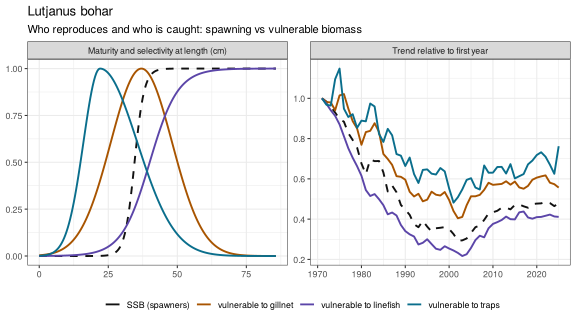 Lutjanus bohar
Who reproduces and who is caught: spawning vs vulnerable biomass
Maturity and selectivity at length (cm)
Trend relative to first year
1.00
0.75
0.50
0.25
0.00
0
25
50
75
1.0
0.8
0.6
0.4
0.2
1970
1980
1990
2000
2010
2020
SSB (spawners)
vulnerable to gillnet
vulnerable to linefish
vulnerable to traps